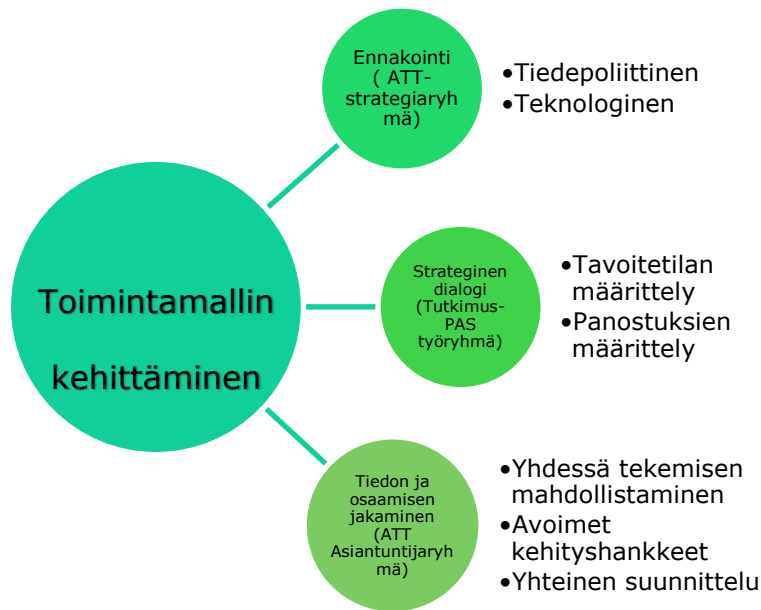 Toimintamallin
kehittäminen
Ennakointi
( ATT-
strategiaryh
mä)
•Tiedepoliittinen
•Teknologinen
Strateginen
dialogi
(Tutkimus-
PAS
työryhmä)
•Tavoitetilan
määrittely
•Panostuksien
määrittely
Tiedon ja
osaamisen
jakaminen
(ATT
Asiantuntijaryh
mä)
•Yhdessä tekemisen
mahdollistaminen
•Avoimet
kehityshankkeet
•Yhteinen suunnittelu